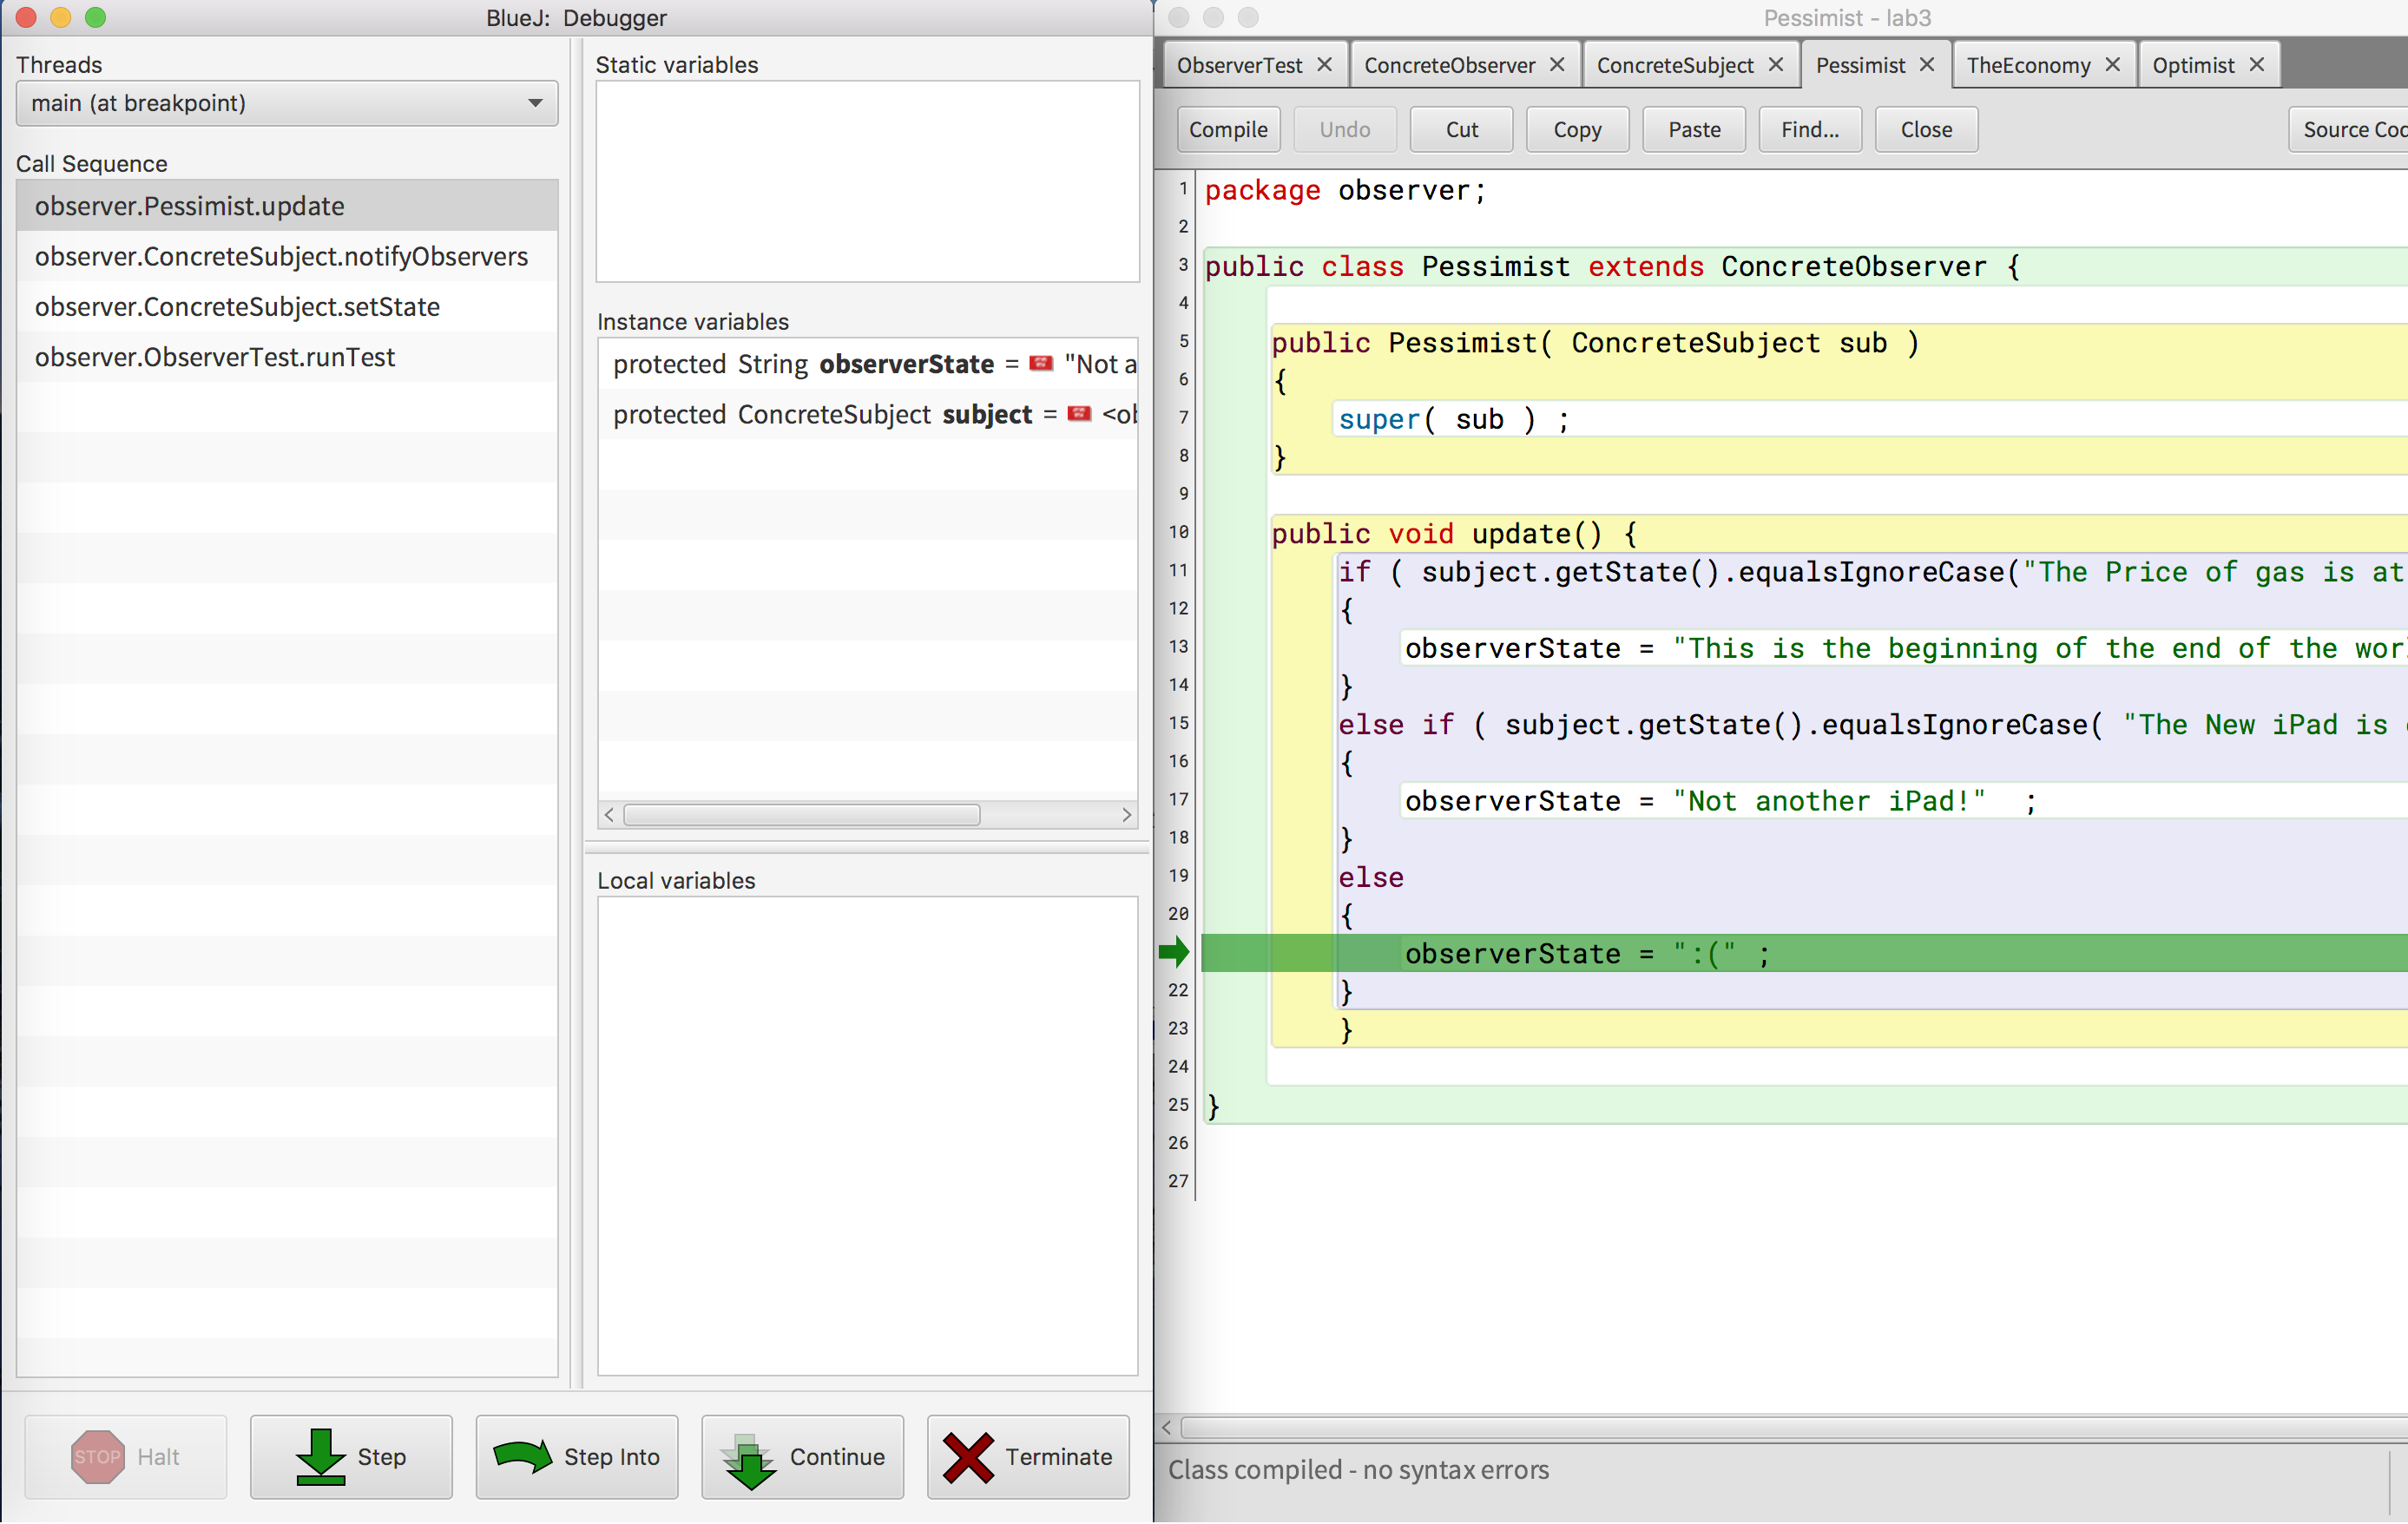 BlueJ: Debugger
Threads
main (at breakpoint)
Call Sequence
observer.Pessimist.update
observer.ConcreteSubject.notifyObservers
observer.ConcreteSubject.setState
observer.ObserverTest.runTest
Static variables
Instance variables
protected String observerState = "Not a
protected ConcreteSubject subject = <ob
Local variables
STOP Halt
Step
Step Into
Continue
Terminate
Pessimist - lab3
ObserverTest ConcreteObserver ConcreteSubject Pessimist TheEconomy Optimist
Compile Undo Cut Copy Paste Find... Close Source Cod
1 package observer;
2
3 public class Pessimist extends ConcreteObserver {
4
5 public Pessimist( ConcreteSubject sub )
6 {
7 super( sub ) ;
8 }
9
10 public void update() {
11 if ( subject.getState().equalsIgnoreCase("The Price of gas is at
12 {
13 observerState = "This is the beginning of the end of the wor
14 }
15 else if ( subject.getState().equalsIgnoreCase( "The New iPad is
16 {
17 observerState = "Not another iPad!" ;
18 }
19 else
20 {
observerState = ":(" ;
22 }
23 }
24
25 }
26
27
Class compiled - no syntax errors